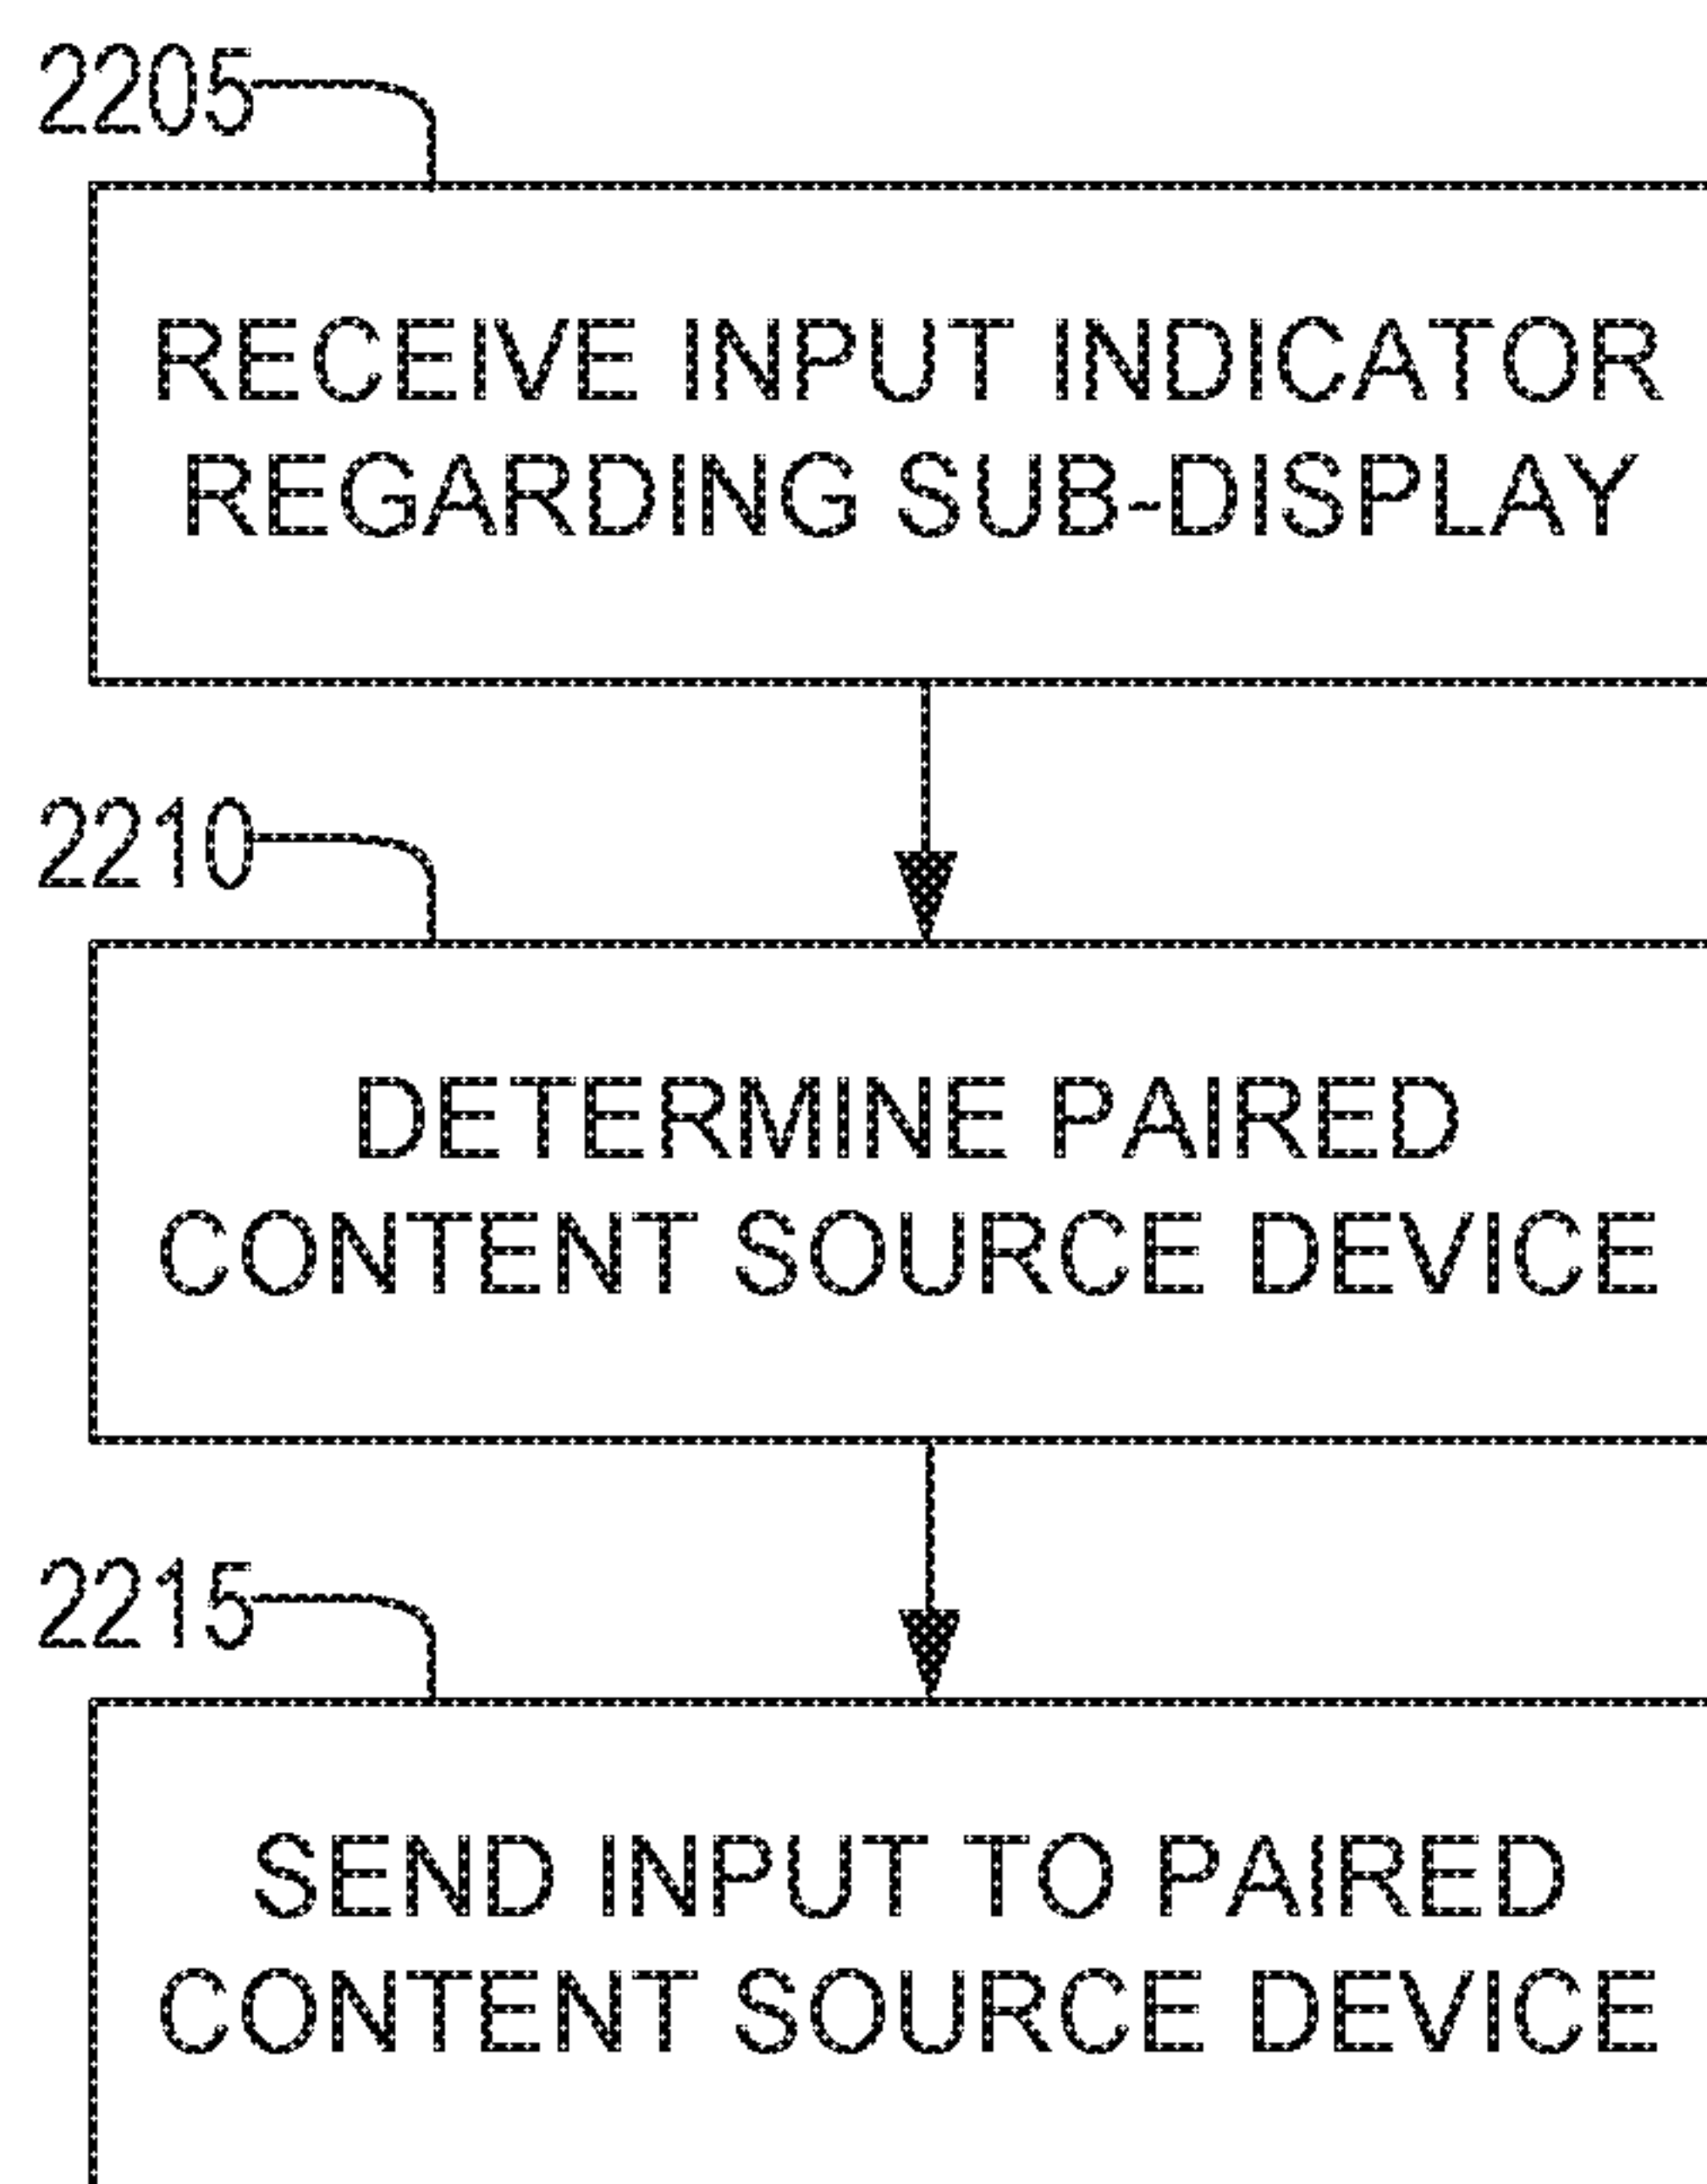 2205
RECEIVE INPUT INDICATOR
REGARDING SUB-DISPLAY
2210
DETERMINE PAIRED
CONTENT SOURCE DEVICE
2215
SEND INPUT TO PAIRED
CONTENT SOURCE DEVICE